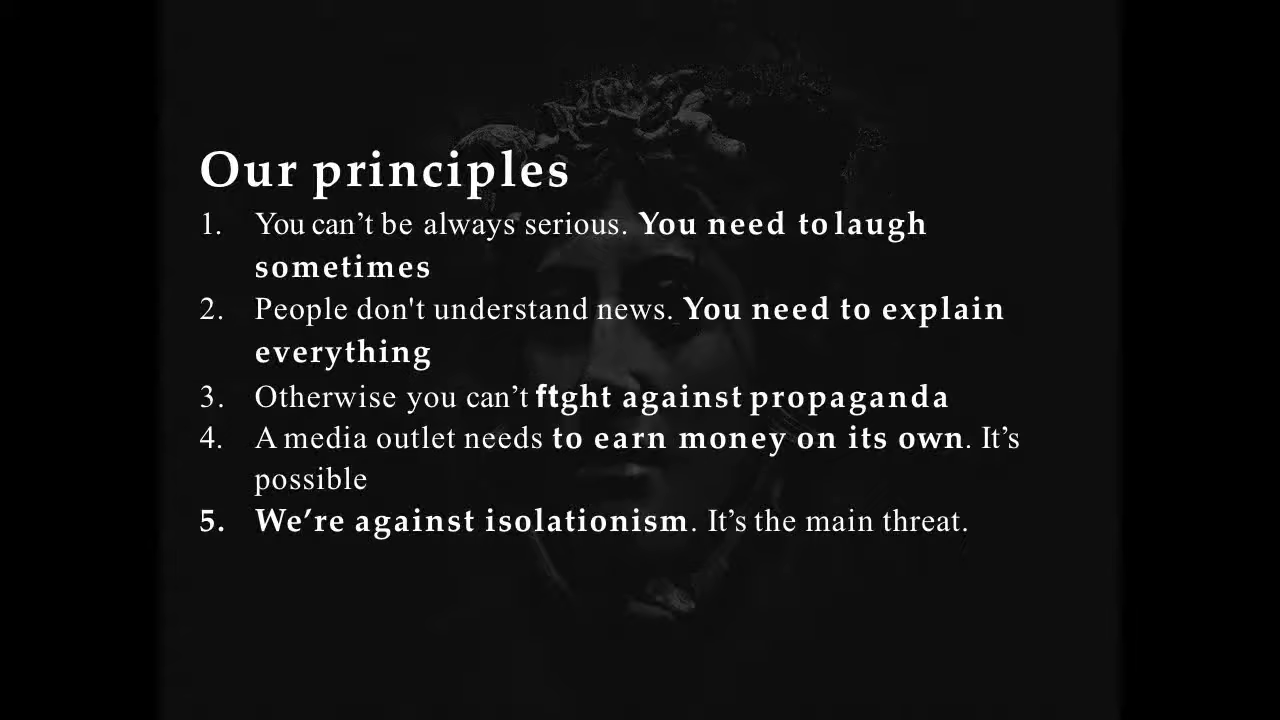 Our principles
1. You can’t be always serious. You need to laugh
sometimes
2. People don't understand news. You need to explain
everything
3. Otherwise you can’t ftght against propaganda
4. A media outlet needs to earn money on its own. It’s
possible
5. We’re against isolationism. It’s the main threat.